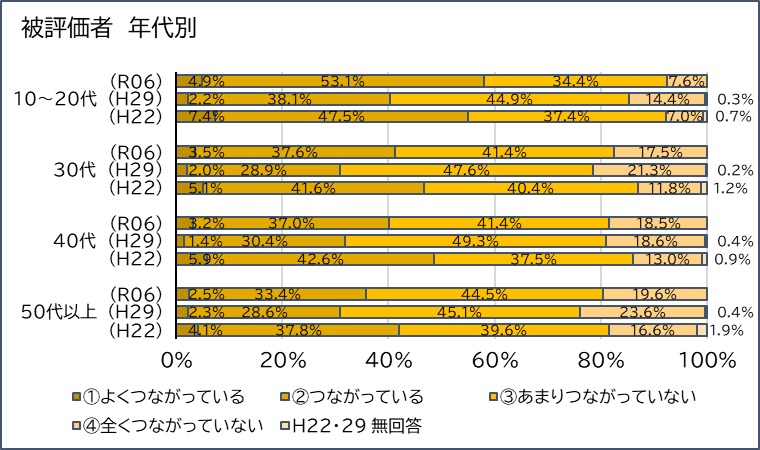 被評価者 年代別
(R06) 4.9% 53.1% 34.4% 7.6%
10～20代 (H29) 2.2% 38.1% 44.9% 14.4% 0.3%
(H22) 7.4% 47.5% 37.4% 7.0% 0.7%
(R06) 3.5% 37.6% 41.4% 17.5%
30代 (H29) 2.0% 28.9% 47.6% 21.3% 0.2%
(H22) 5.1% 41.6% 40.4% 11.8% 1.2%
(R06) 3.2% 37.0% 41.4% 18.5%
40代 (H29) 1.4% 30.4% 49.3% 18.6% 0.4%
(H22) 5.9% 42.6% 37.5% 13.0% 0.9%
(R06) 2.5% 33.4% 44.5% 19.6%
50代以上 (H29) 2.3% 28.6% 45.1% 23.6% 0.4%
(H22) 4.1% 37.8% 39.6% 16.6% 1.9%
0% 20% 40% 60% 80% 100%
①よくつながっている ②つながっている ③あまりつながっていない
④全くつながっていない H22・29 無回答